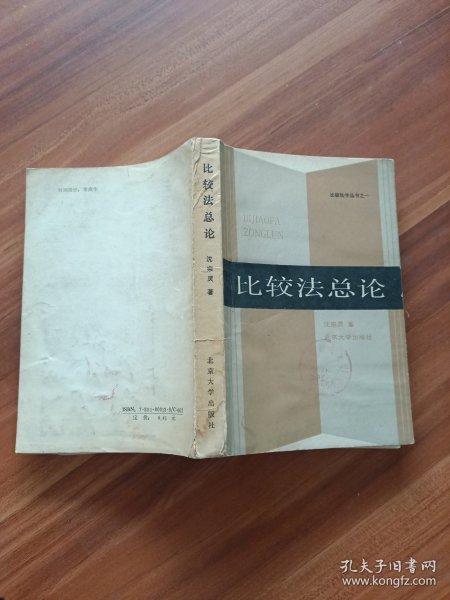 比较法学丛书之一
BIJIAOFA
ZONGLUN
比较法总论
沈宗灵 著
北京大学出版社
比较法总论
沈宗灵 著
北京大学出版社
孔夫子旧书网
www.kongfz.com